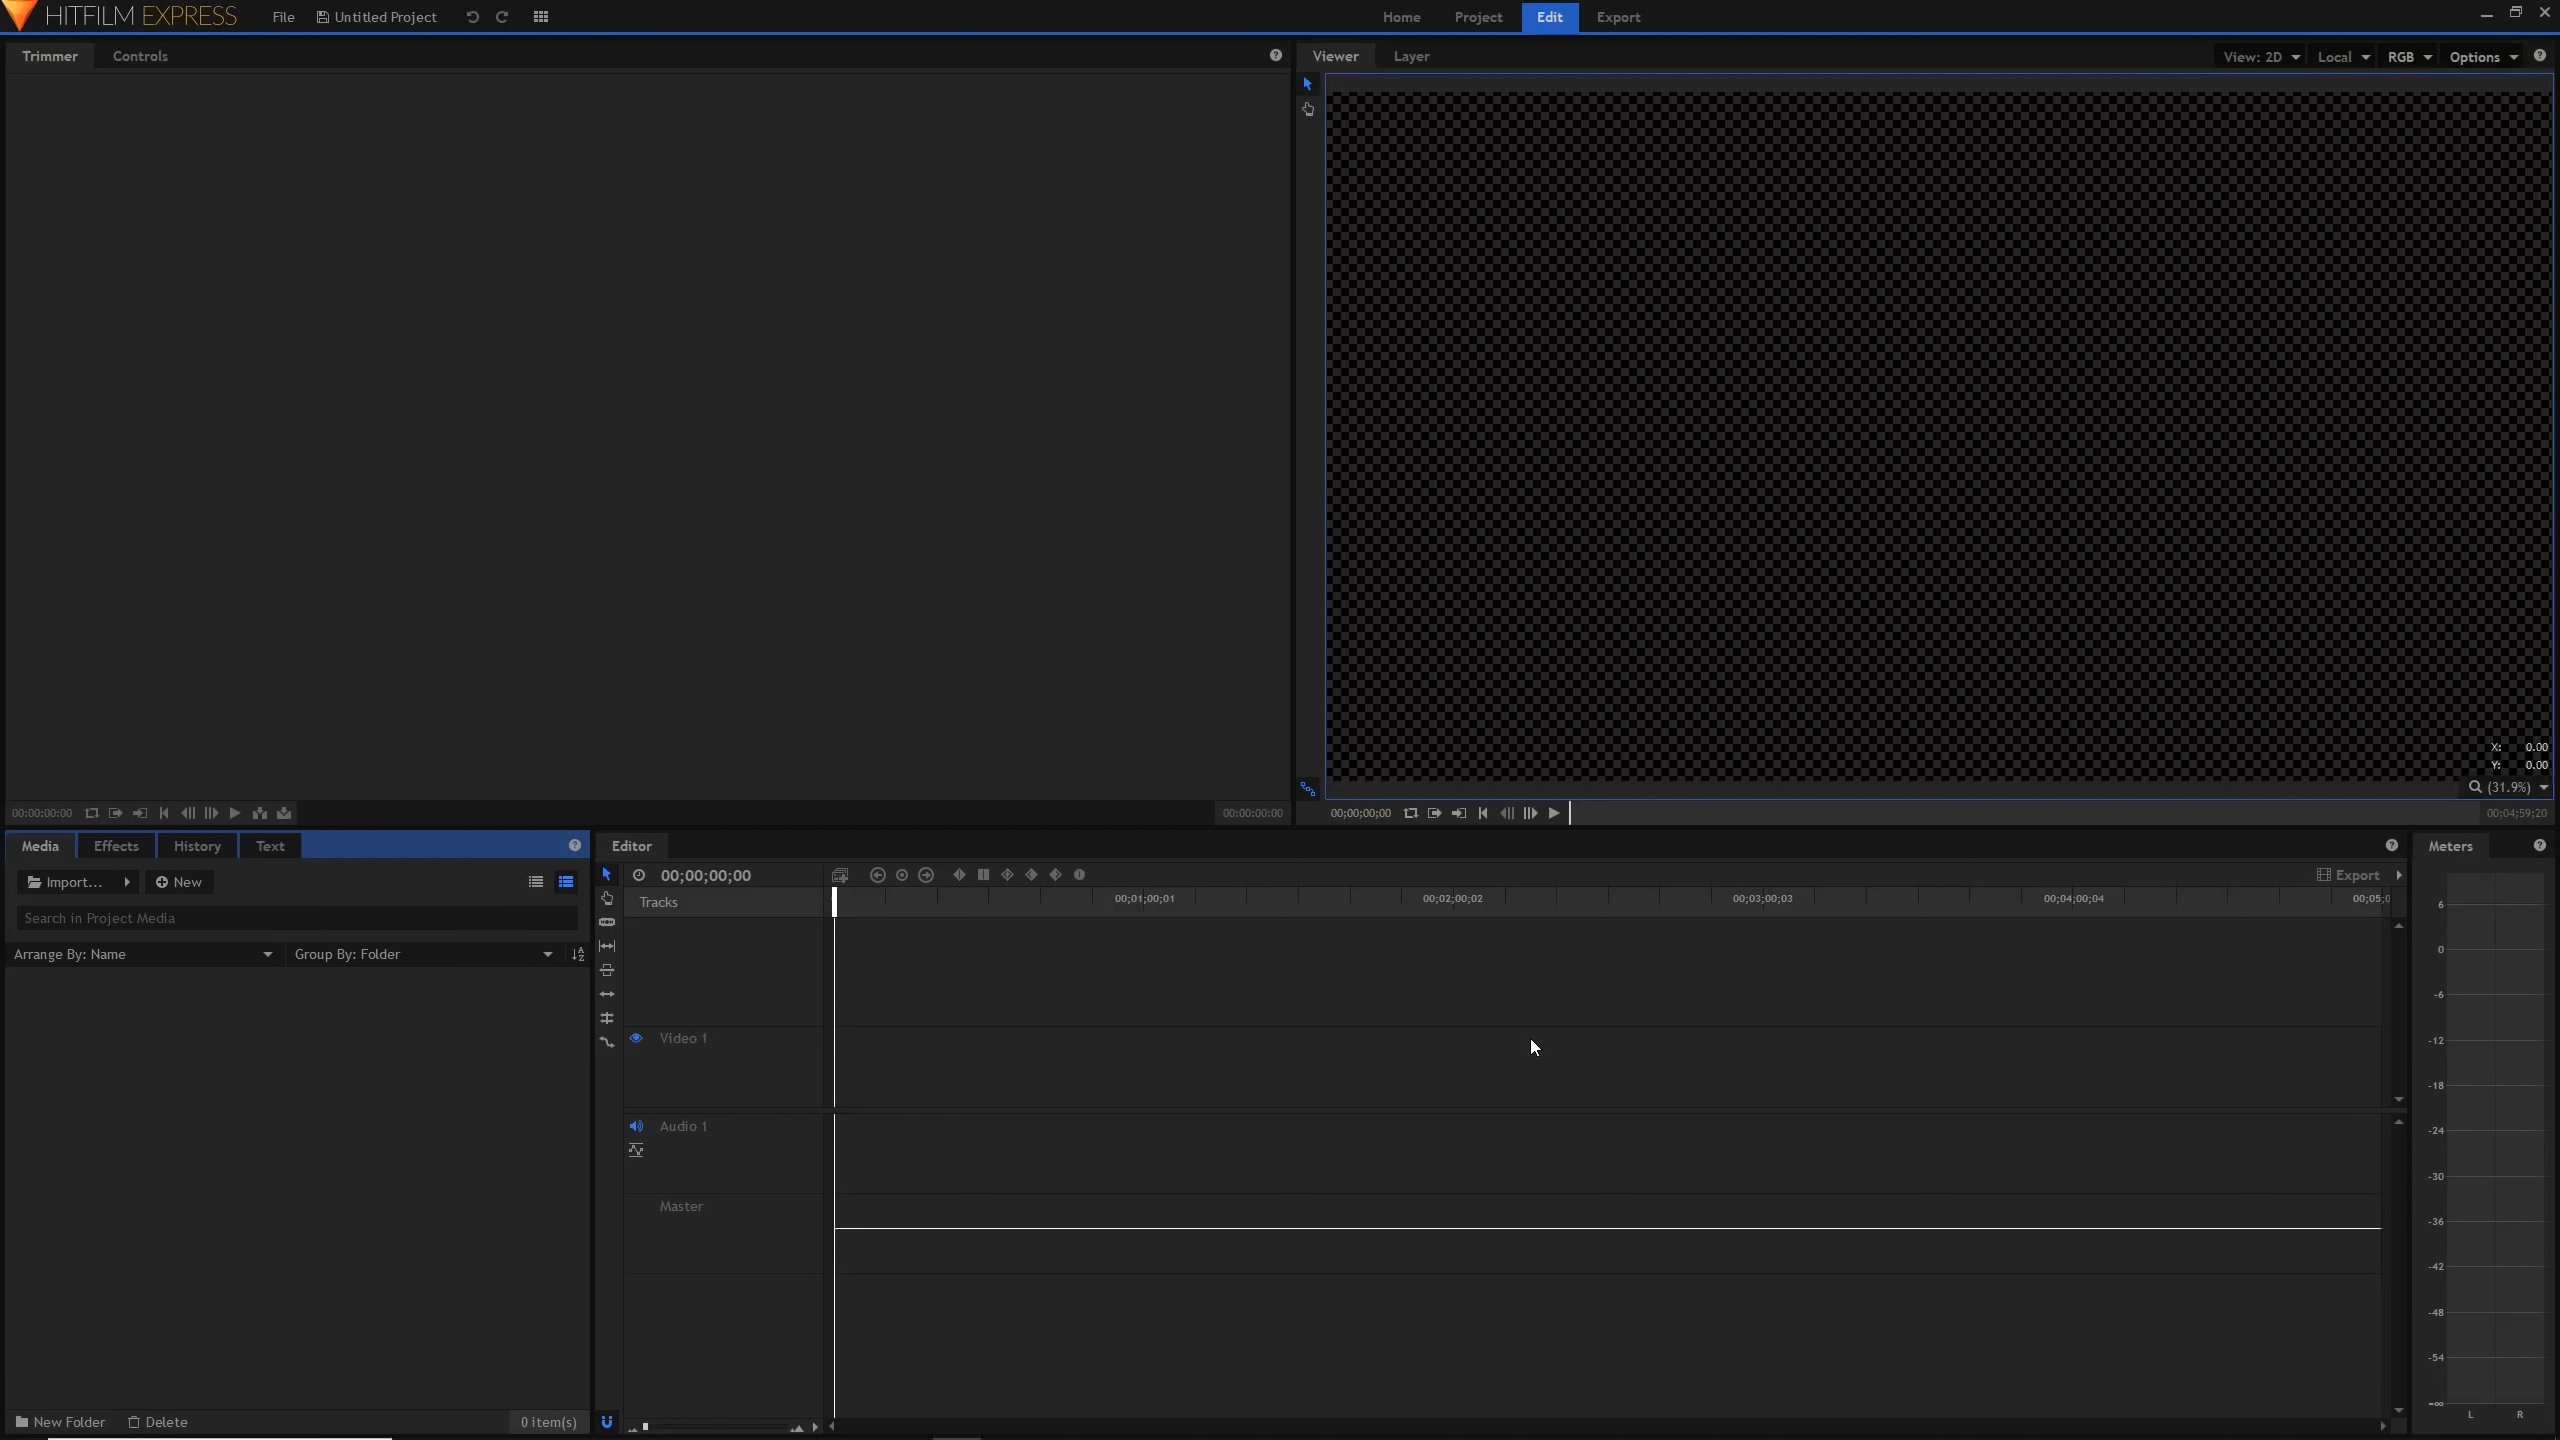 HITFILM EXPRESS File Untitled Project Home Project Edit Export
Trimmer Controls
Viewer Layer View: 2D Local RGB Options
X: 0.00
Y: 0.00
(31.9%)
00:00:00:00 00:00:00:00
00;00;00;00 00;04;59;20
Media Effects History Text
Import... New
Search in Project Media
Arrange By: Name Group By: Folder
New Folder Delete 0 item(s)
Editor
00;00;00;00 Export
Tracks 00;01;00;01 00;02;00;02 00;03;00;03 00;04;00;04 00;05;0
Video 1
Audio 1
Master
Meters
6
0
-6
-12
-18
-24
-30
-36
-42
-48
-54
-∞
L R